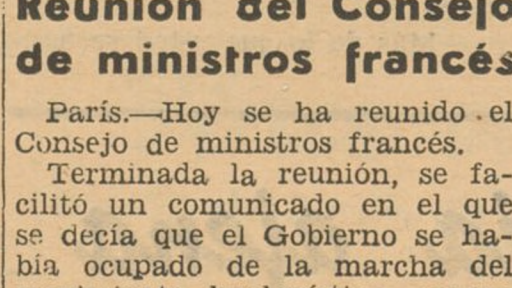 Reunión del Consejo
de ministros francés
París.—Hoy se ha reunido el
Consejo de ministros francés.
Terminada la reunión, se fa-
cilitó un comunicado en el que
se decía que el Gobierno se ha-
bía ocupado de la marcha del